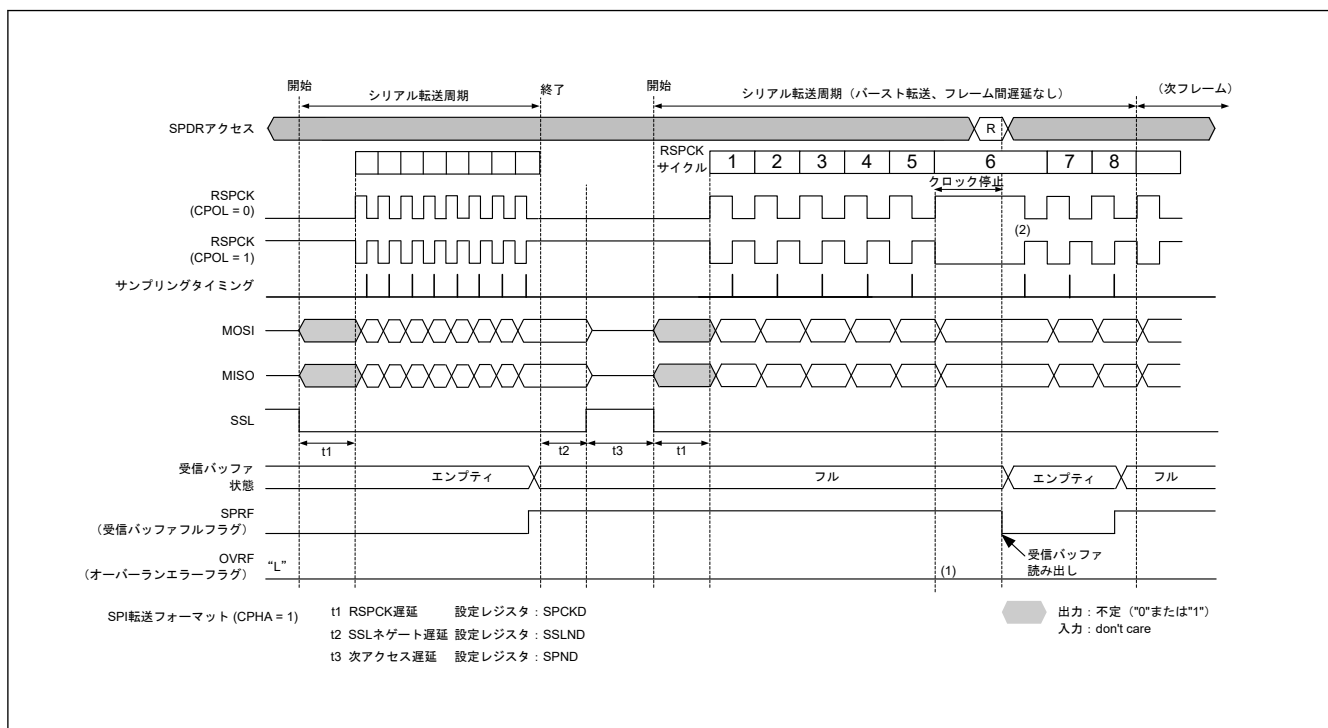 開始
シリアル転送周期
終了
開始
シリアル転送周期（バースト転送、フレーム間遅延なし）
（次フレーム）
SPDRアクセス
R
RSPCK
サイクル
1 2 3 4 5 6 7 8
クロック停止
RSPCK
(CPOL = 0)
(2)
RSPCK
(CPOL = 1)
サンプリングタイミング
MOSI
MISO
SSL
t1 t2 t3 t1
受信バッファ
状態
エンプティ フル エンプティ フル
SPRF
（受信バッファフルフラグ）
受信バッファ
読み出し
OVRF
（オーバーランエラーフラグ）
“L”
(1)
SPI転送フォーマット (CPHA = 1)
t1 RSPCK遅延 設定レジスタ：SPCKD
t2 SSLネゲート遅延 設定レジスタ：SSLND
t3 次アクセス遅延 設定レジスタ：SPND
出力：不定（"0"または"1"）
入力：don't care